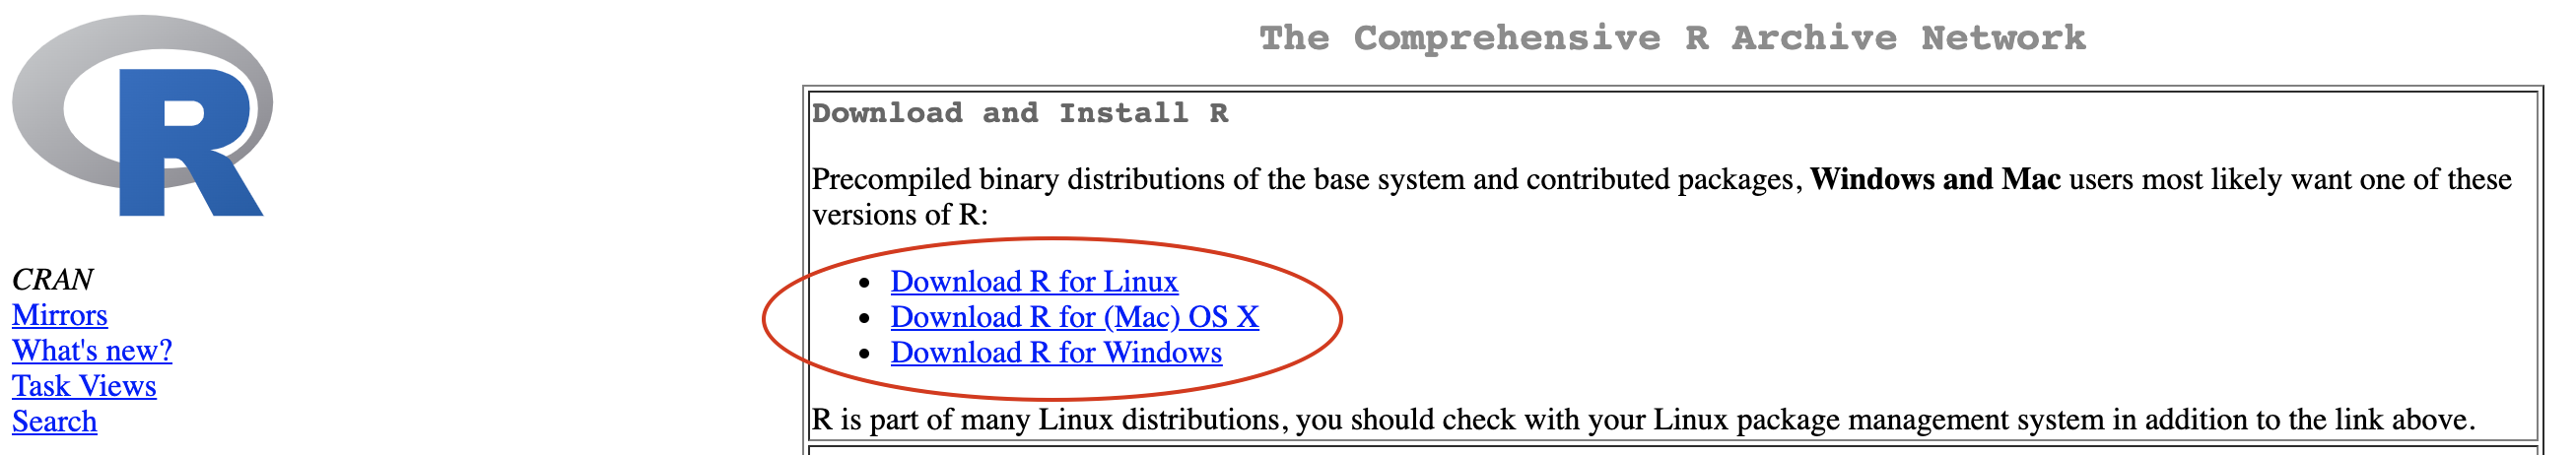 R
CRAN
Mirrors
What's new?
Task Views
Search
The Comprehensive R Archive Network
Download and Install R
Precompiled binary distributions of the base system and contributed packages, Windows and Mac users most likely want one of these
versions of R:
• Download R for Linux
• Download R for (Mac) OS X
• Download R for Windows
R is part of many Linux distributions, you should check with your Linux package management system in addition to the link above.